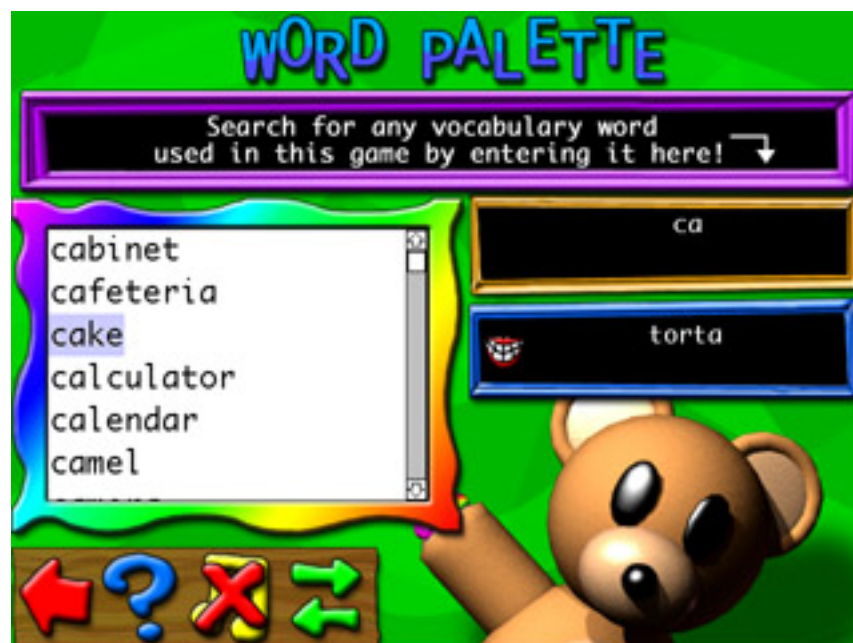 WORD PALETTE
Search for any vocabulary word
used in this game by entering it here!
cabinet
cafeteria
cake
calculator
calendar
camel
ca
torta